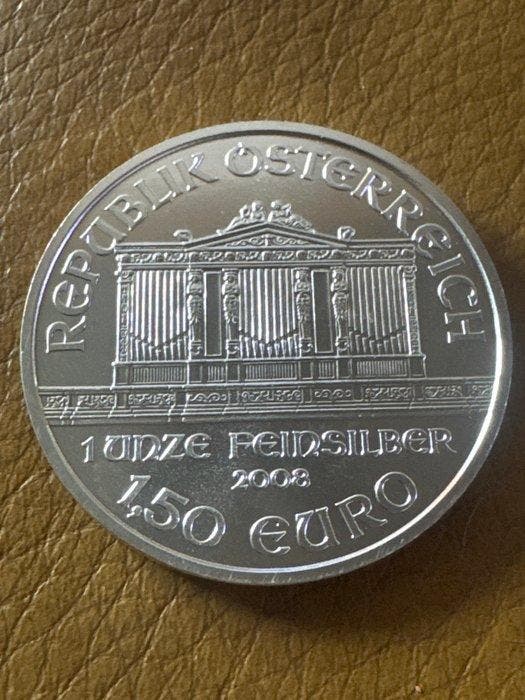 REPUBLIK ÖSTERREICH
1 UNZE FEINSILBER
2008
1,50 EURO